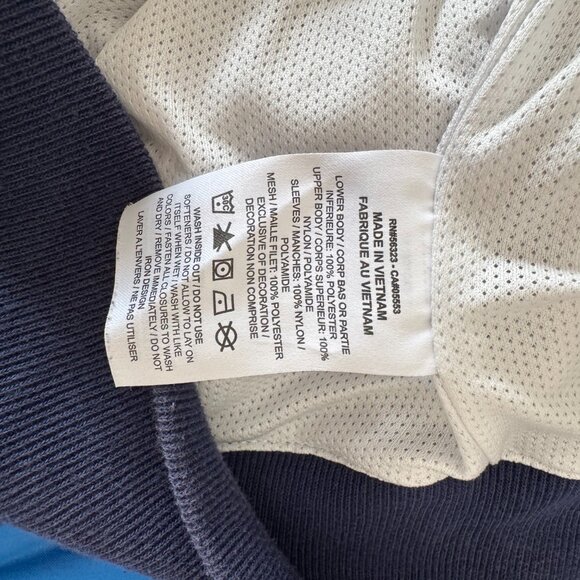 RN#56323 -CA#05553
MADE IN VIETNAM
FABRIQUE AU VIETNAM
LOWER BODY / CORP BAS OR PARTIE
INFERIEURE: 100% POLYESTER
UPPER BODY / CORPS SUPERIEUR: 100%
NYLON / POLYAMIDE
SLEEVES / MANCHES: 100% NYLON /
POLYAMIDE
MESH / MAILLE FILET: 100% POLYESTER
EXCLUSIVE OF DECORATION /
DECORATION NON COMPRISE
30C
WASH INSIDE OUT / DO NOT USE
SOFTENERS / DO NOT ALLOW TO LAY ON
ITSELF WHEN WET / WASH WITH LIKE
COLORS / FASTEN ALL CLOSURES TO WASH
AND DRY / REMOVE IMMEDIATELY / DO NOT
IRON DESIGN.
LAVER A L'ENVERS / NE PAS UTILISER